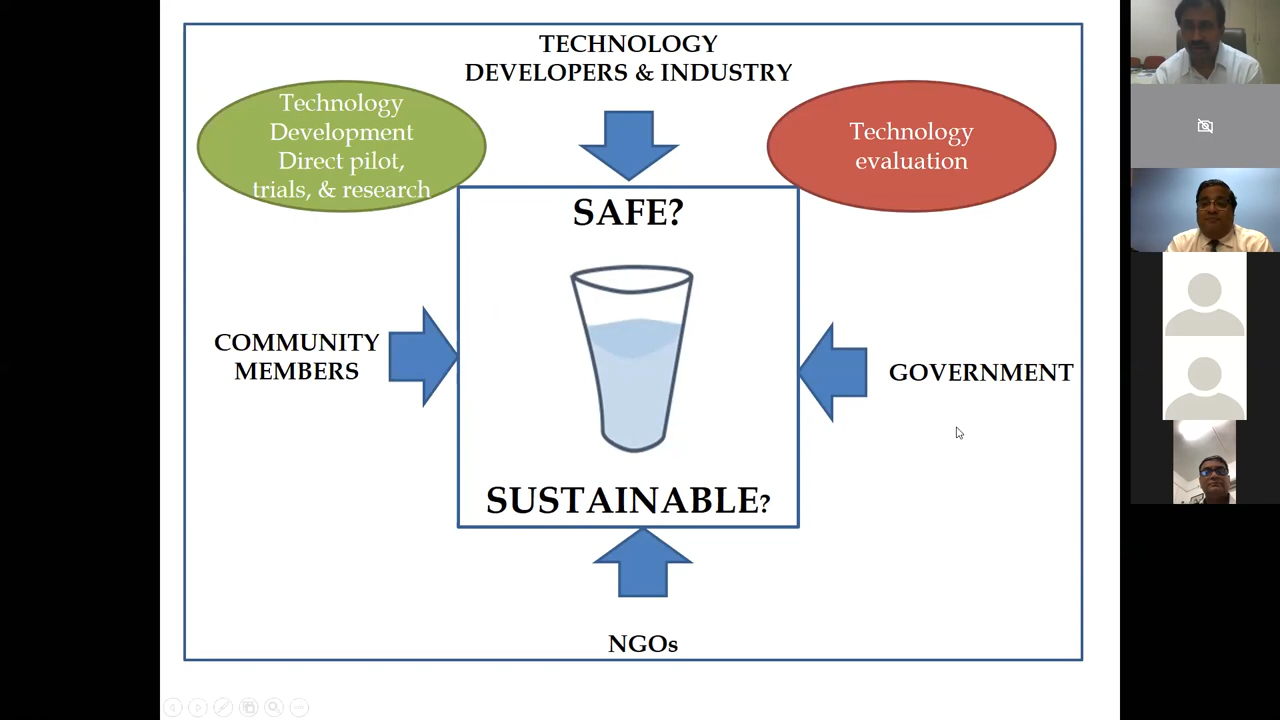 TECHNOLOGY
DEVELOPERS & INDUSTRY
Technology
Development
Direct pilot,
trials, & research
Technology
evaluation
SAFE?
COMMUNITY
MEMBERS
GOVERNMENT
SUSTAINABLE?
NGOs